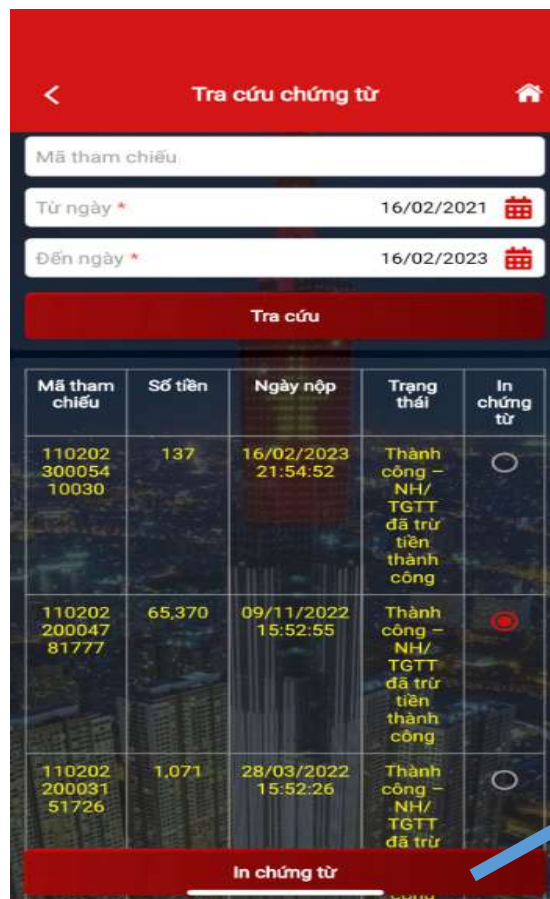 Tra cứu chứng từ
Mã tham chiếu
Từ ngày * 16/02/2021
Đến ngày * 16/02/2023
Tra cứu
Mã tham chiếu Số tiền Ngày nộp Trạng thái In chứng từ
110202 137 16/02/2023 Thành
300054 21:54:52 công –
10030 NH/
TGTT
đã trừ
tiền
thành
công
110202 65,370 09/11/2022 Thành
200047 15:52:55 công –
81777 NH/
TGTT
đã trừ
tiền
thành
công
110202 1,071 28/03/2022 Thành
200031 15:52:26 công –
51726 NH/
TGTT
đã trừ
In chứng từ